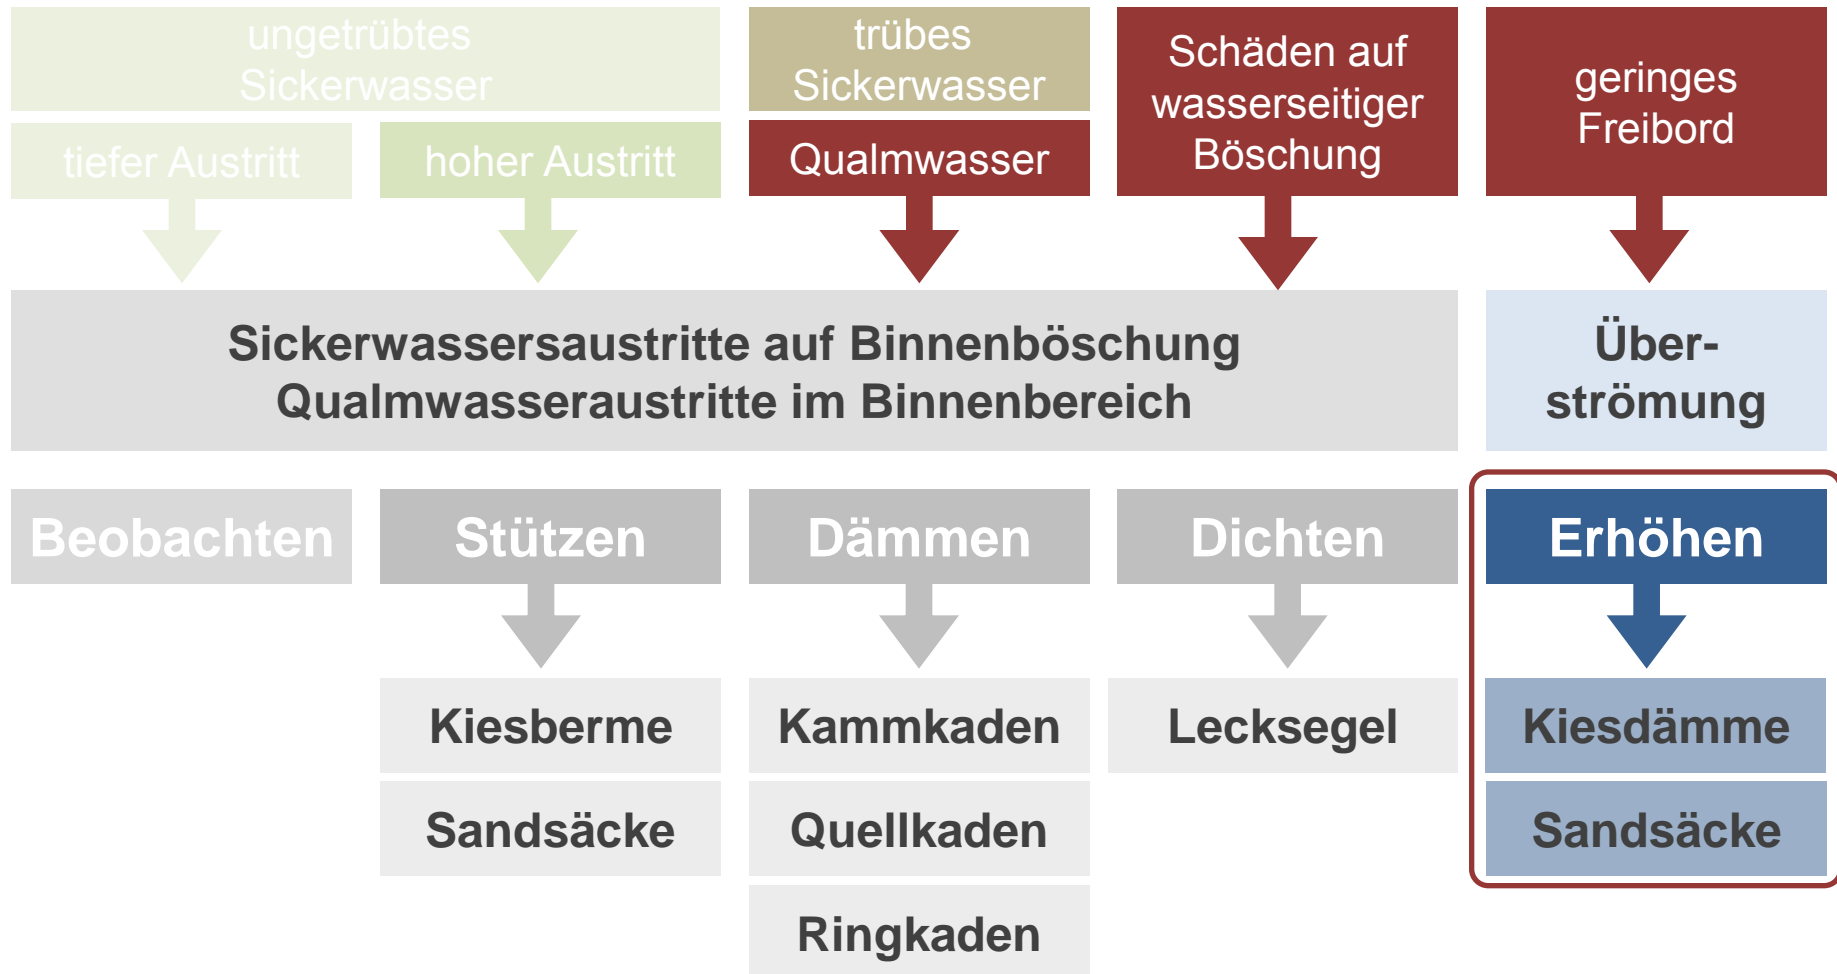 ungetrübtes
Sickerwasser
tiefer Austritt
hoher Austritt
trübes
Sickerwasser
Qualmwasser
Schäden auf
wasserseitiger
Böschung
geringes
Freibord
Sickerwassersaustritte auf Binnenböschung
Qualmwasseraustritte im Binnenbereich
Über-
strömung
Beobachten
Stützen
Dämmen
Dichten
Erhöhen
Kiesberme
Kammkaden
Lecksegel
Kiesdämme
Sandsäcke
Quellkaden
Sandsäcke
Ringkaden